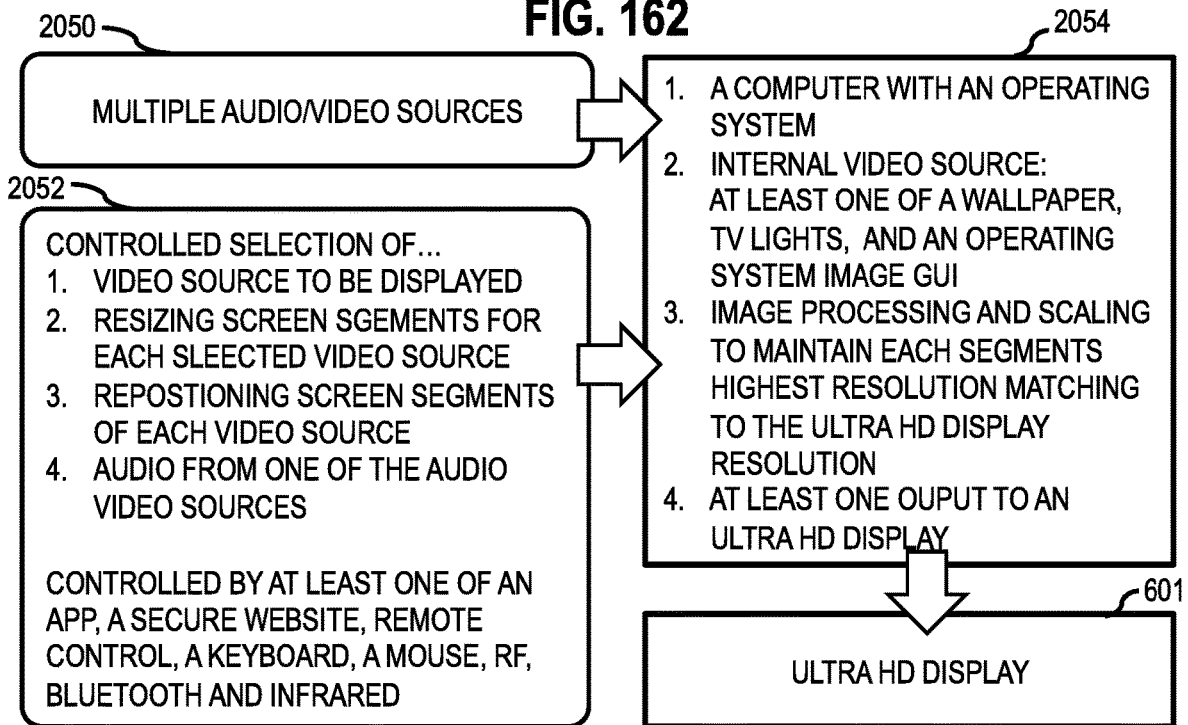 FIG. 162
2050
MULTIPLE AUDIO/VIDEO SOURCES
2052
CONTROLLED SELECTION OF...
1. VIDEO SOURCE TO BE DISPLAYED
2. RESIZING SCREEN SGEMENTS FOR
EACH SLEECTED VIDEO SOURCE
3. REPOSTIONING SCREEN SEGMENTS
OF EACH VIDEO SOURCE
4. AUDIO FROM ONE OF THE AUDIO
VIDEO SOURCES
CONTROLLED BY AT LEAST ONE OF AN
APP, A SECURE WEBSITE, REMOTE
CONTROL, A KEYBOARD, A MOUSE, RF,
BLUETOOTH AND INFRARED
2054
1. A COMPUTER WITH AN OPERATING
SYSTEM
2. INTERNAL VIDEO SOURCE:
AT LEAST ONE OF A WALLPAPER,
TV LIGHTS, AND AN OPERATING
SYSTEM IMAGE GUI
3. IMAGE PROCESSING AND SCALING
TO MAINTAIN EACH SEGMENTS
HIGHEST RESOLUTION MATCHING
TO THE ULTRA HD DISPLAY
RESOLUTION
4. AT LEAST ONE OUPUT TO AN
ULTRA HD DISPLAY
601
ULTRA HD DISPLAY